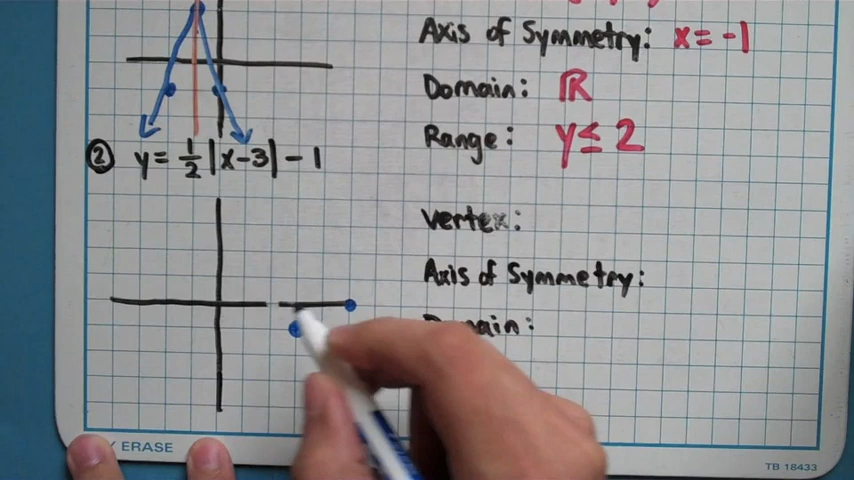 Axis of Symmetry: x = -1
Domain: ℝ
Range: y ≤ 2
② y = 1/2 |x-3| - 1
Vertex:
Axis of Symmetry:
Domain:
Y ERASE
TB 18433